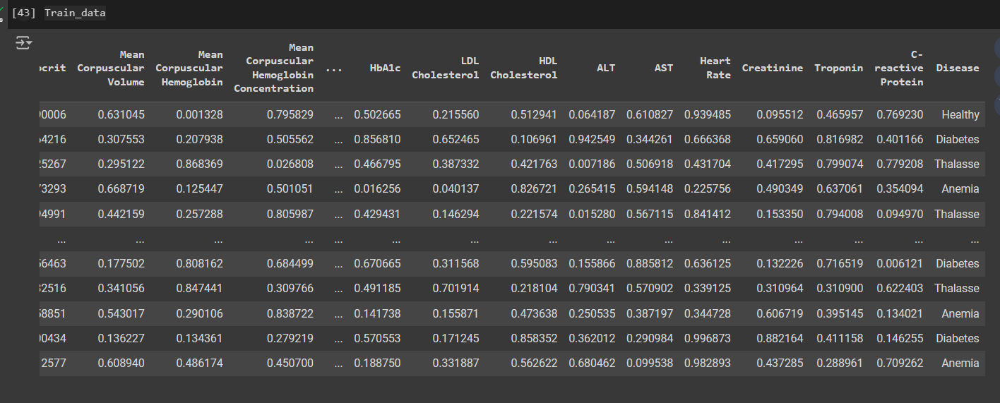 [43] Train_data
Mean Mean Mean C-
Corpuscular LDL HDL Heart reactive
ocrit Corpuscular Corpuscular Hemoglobin ... HbA1c Cholesterol Cholesterol ALT AST Rate Creatinine Troponin Protein Disease
Volume Hemoglobin Concentration
0.631045 0.001328 0.795829 ... 0.502665 0.215560 0.512941 0.064187 0.610827 0.939485 0.095512 0.465957 0.769230 Healthy
64216 0.307553 0.207938 0.505562 ... 0.856810 0.652465 0.106961 0.942549 0.344261 0.666368 0.659060 0.816982 0.401166 Diabetes
25267 0.295122 0.868369 0.026808 ... 0.466795 0.387332 0.421763 0.007186 0.506918 0.431704 0.417295 0.799074 0.779208 Thalasse
73293 0.668719 0.125447 0.501051 ... 0.016256 0.040137 0.826721 0.265415 0.594148 0.225756 0.490349 0.637061 0.354094 Anemia
94991 0.442159 0.257288 0.805987 ... 0.429431 0.146294 0.221574 0.015280 0.567115 0.841412 0.153350 0.794008 0.094970 Thalasse
... ... ... ... ... ... ... ... ... ... ... ... ... ... ...
56463 0.177502 0.808162 0.684499 ... 0.670665 0.311568 0.595083 0.155866 0.885812 0.636125 0.132226 0.716519 0.006121 Diabetes
32516 0.341056 0.847441 0.309766 ... 0.491185 0.701914 0.218104 0.790341 0.570902 0.339125 0.310964 0.310900 0.622403 Thalasse
58851 0.543017 0.290106 0.838722 ... 0.141738 0.155871 0.473638 0.250535 0.387197 0.344728 0.606719 0.395145 0.134021 Anemia
00434 0.136227 0.134361 0.279219 ... 0.570553 0.171245 0.858352 0.362012 0.290984 0.996873 0.882164 0.411158 0.146255 Diabetes
12577 0.608940 0.486174 0.450700 ... 0.188750 0.331887 0.562622 0.680462 0.099538 0.982893 0.437285 0.288961 0.709262 Anemia